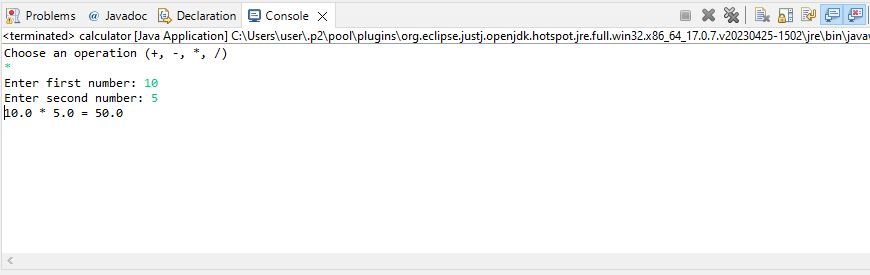 Problems @ Javadoc Declaration Console
<terminated> calculator [Java Application] C:\Users\user\.p2\pool\plugins\org.eclipse.justj.openjdk.hotspot.jre.full.win32.x86_64_17.0.7.v20230425-1502\jre\bin\javav
Choose an operation (+, -, *, /)
*
Enter first number: 10
Enter second number: 5
10.0 * 5.0 = 50.0